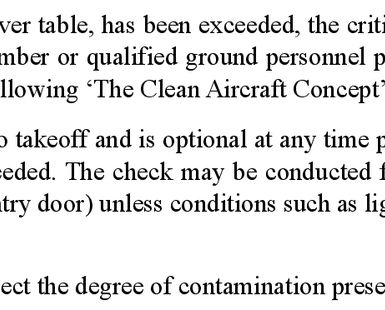 ver table, has been exceeded, the criti
mber or qualified ground personnel p
llowing ‘The Clean Aircraft Concept’
o takeoff and is optional at any time p
eeded. The check may be conducted f
ntry door) unless conditions such as lig
ect the degree of contamination prese